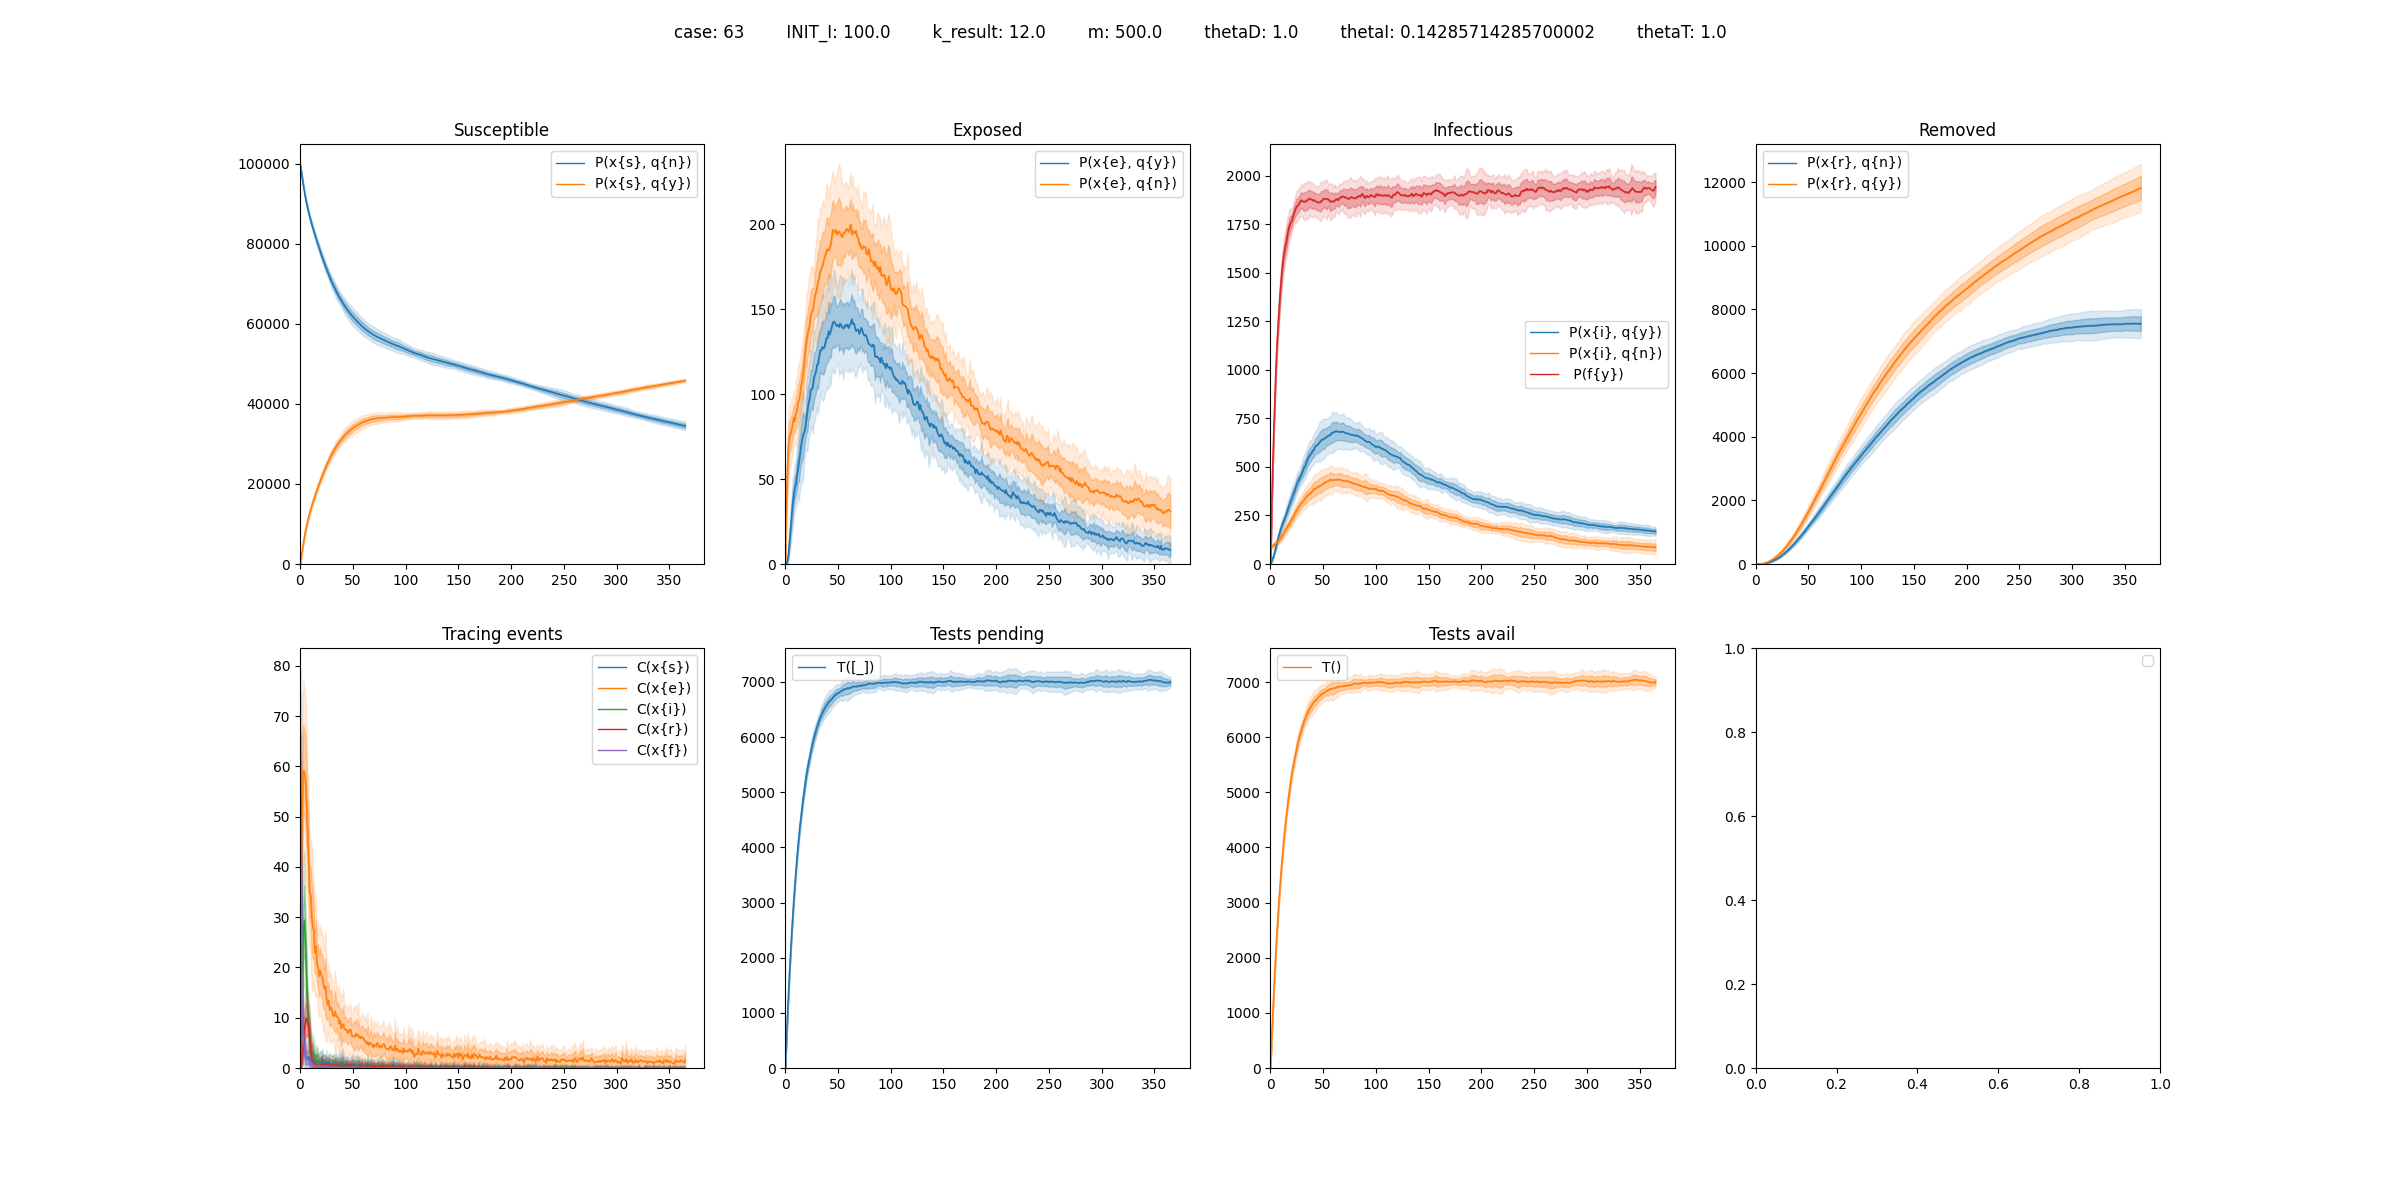 case: 63 INIT_I: 100.0 k_result: 12.0 m: 500.0 thetaD: 1.0 thetaI: 0.14285714285700002 thetaT: 1.0
Susceptible
100000
80000
60000
40000
20000
0
0 50 100 150 200 250 300 350
P(x{s}, q{n})
P(x{s}, q{y})
Exposed
200
150
100
50
0
0 50 100 150 200 250 300 350
P(x{e}, q{y})
P(x{e}, q{n})
Infectious
2000
1750
1500
1250
1000
750
500
250
0
0 50 100 150 200 250 300 350
P(x{i}, q{y})
P(x{i}, q{n})
P(f{y})
Removed
12000
10000
8000
6000
4000
2000
0
0 50 100 150 200 250 300 350
P(x{r}, q{n})
P(x{r}, q{y})
Tracing events
80
70
60
50
40
30
20
10
0
0 50 100 150 200 250 300 350
C(x{s})
C(x{e})
C(x{i})
C(x{r})
C(x{f})
Tests pending
7000
6000
5000
4000
3000
2000
1000
0
0 50 100 150 200 250 300 350
T([_])
Tests avail
7000
6000
5000
4000
3000
2000
1000
0
0 50 100 150 200 250 300 350
T()
1.0
0.8
0.6
0.4
0.2
0.0
0.0 0.2 0.4 0.6 0.8 1.0